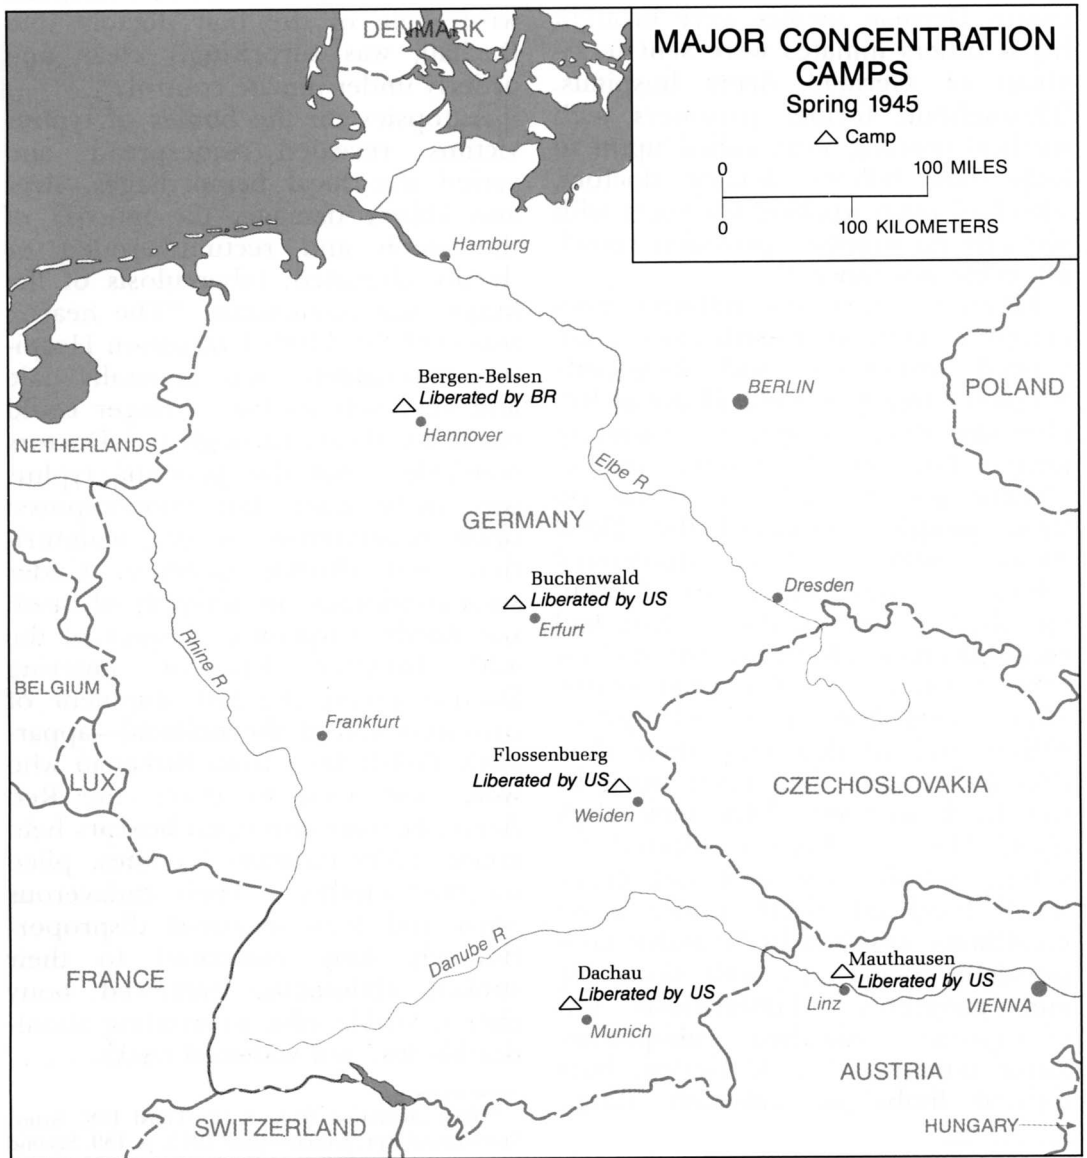 DENMARK
MAJOR CONCENTRATION
CAMPS
Spring 1945
Camp
0 100 MILES
0 100 KILOMETERS
Hamburg
Bergen-Belsen
Liberated by BR
Hannover
BERLIN
POLAND
NETHERLANDS
Elbe R
GERMANY
Buchenwald
Liberated by US
Erfurt
Dresden
Rhine R
BELGIUM
Frankfurt
LUX
Flossenbuerg
Liberated by US
Weiden
CZECHOSLOVAKIA
FRANCE
Danube R
Dachau
Liberated by US
Munich
Mauthausen
Liberated by US
Linz
VIENNA
AUSTRIA
SWITZERLAND
HUNGARY